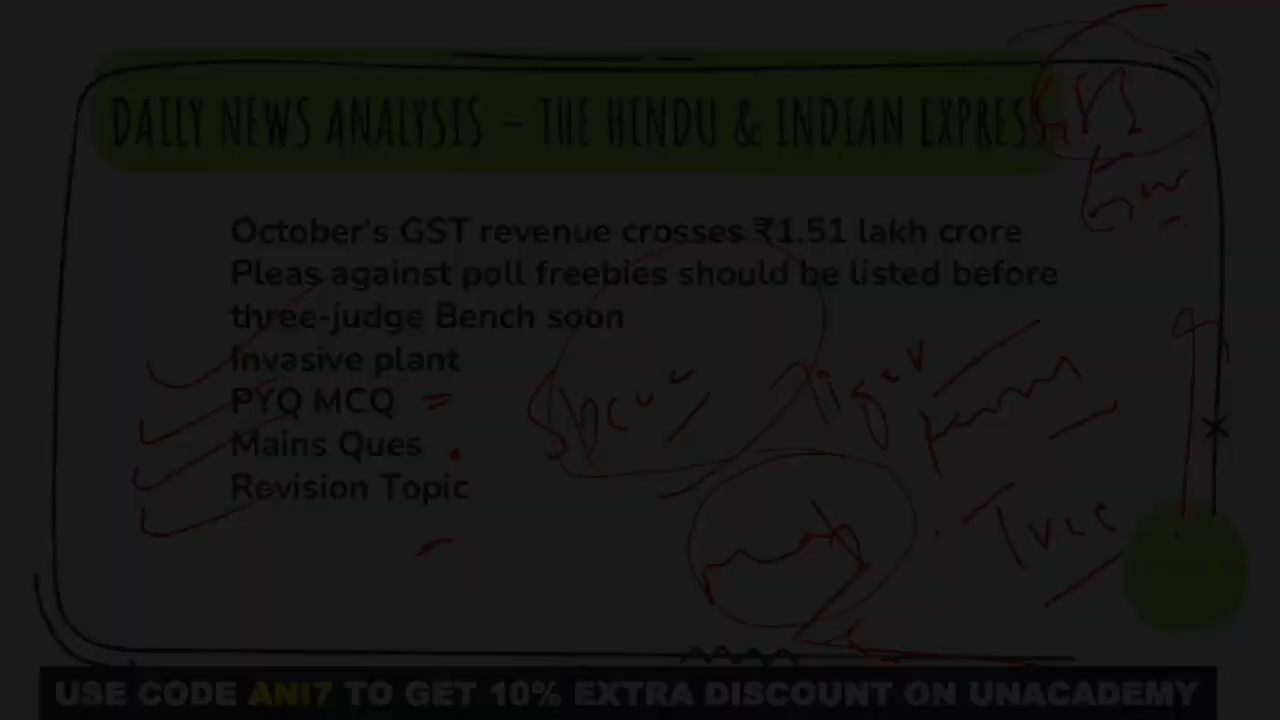 DAILY NEWS ANALYSIS – THE HINDU & INDIAN EXPRESS
October's GST revenue crosses ₹1.51 lakh crore
Pleas against poll freebies should be listed before
three-judge Bench soon
Invasive plant
PYQ MCQ
Mains Ques
Revision Topic
Tiger
Tree
USE CODE ANI7 TO GET 10% EXTRA DISCOUNT ON UNACADEMY